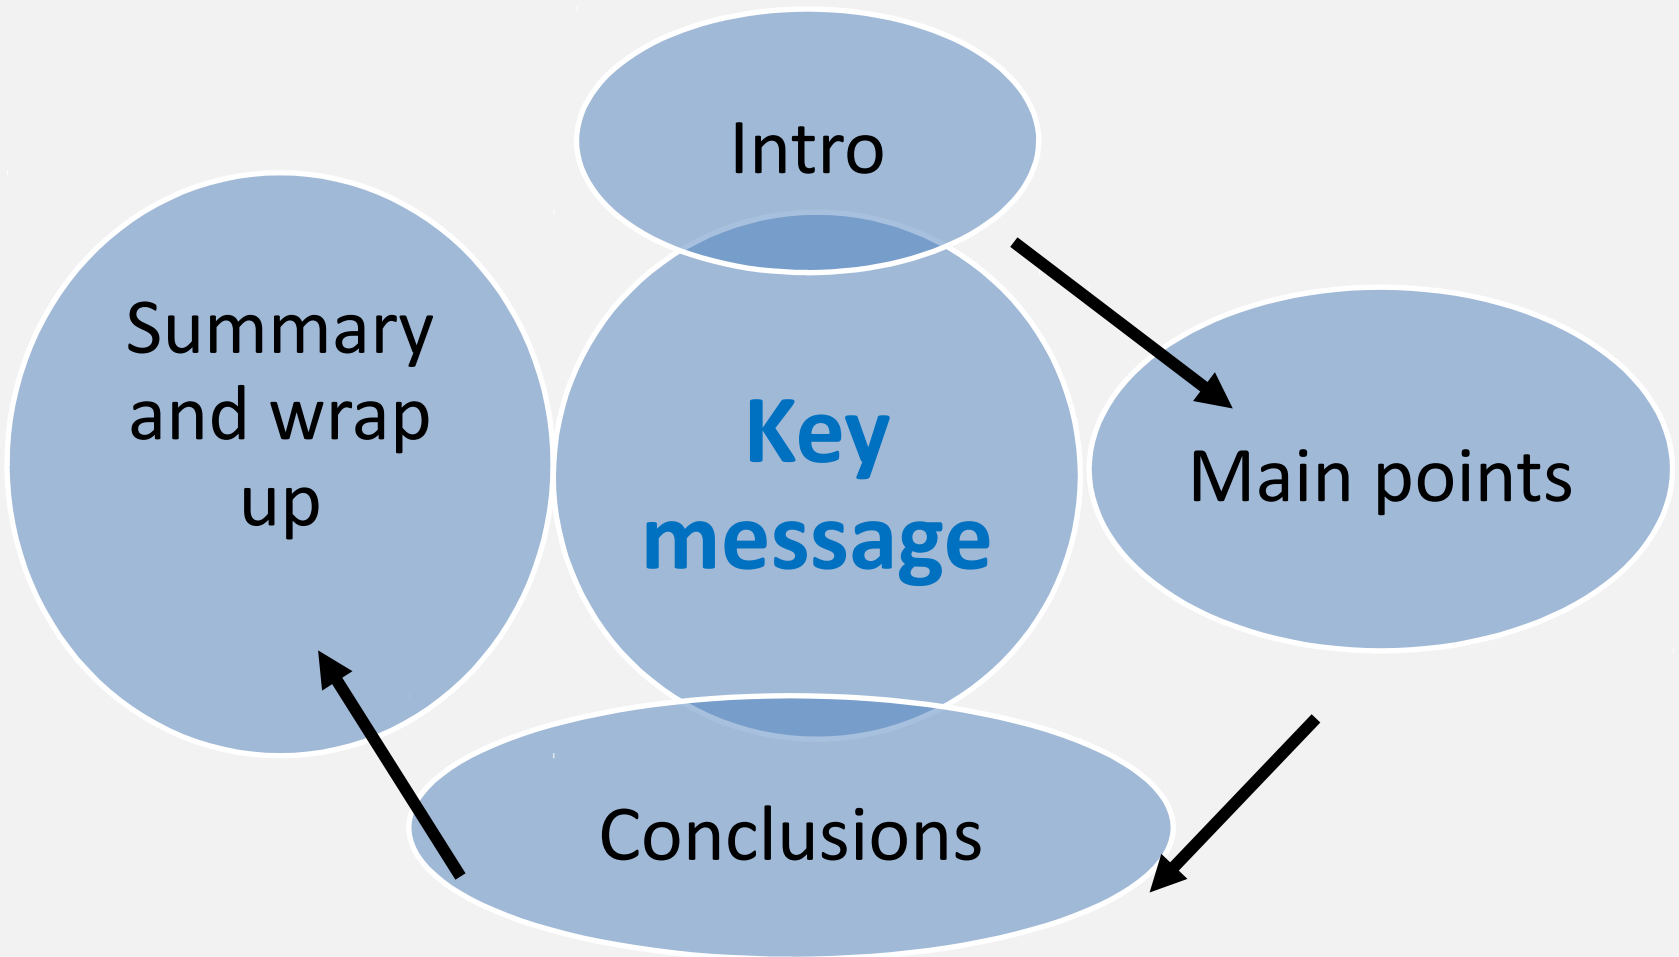 Intro
Summary
and wrap
up
Key
message
Main points
Conclusions